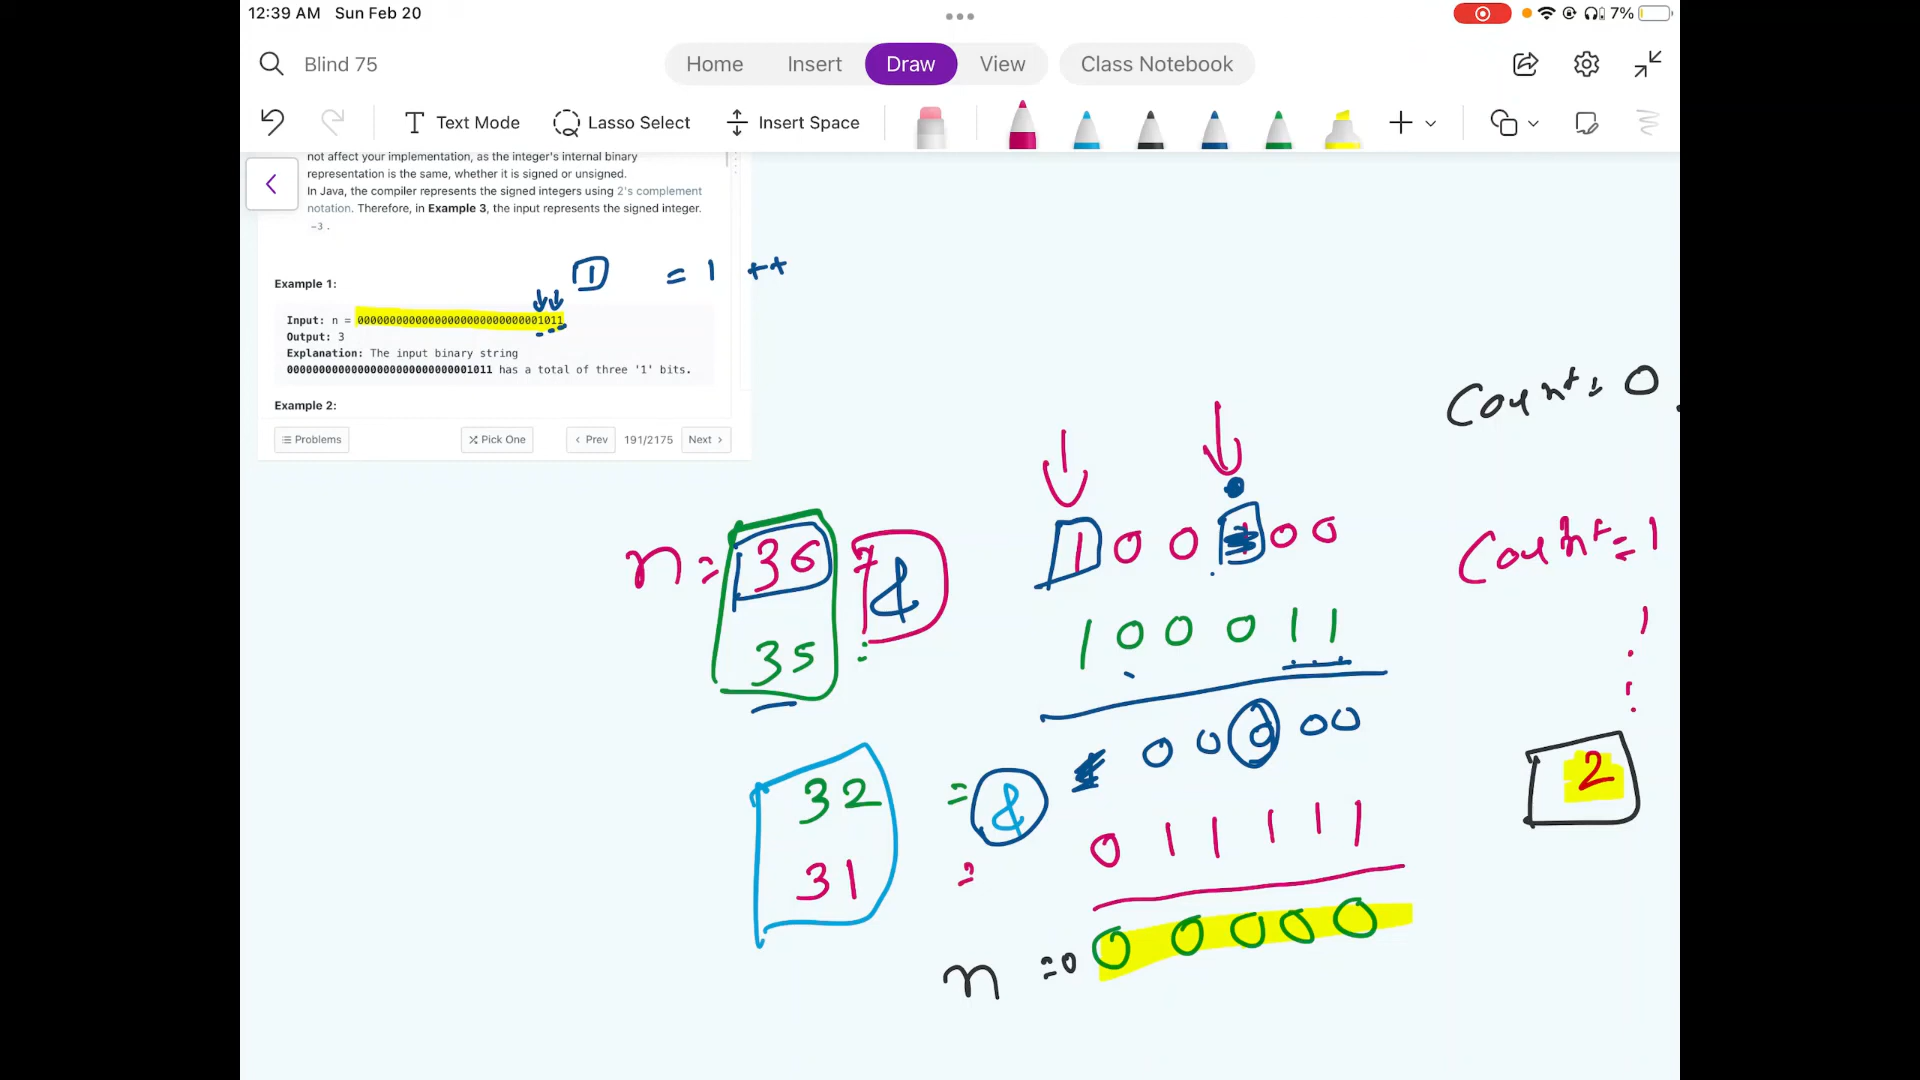 12:39 AM Sun Feb 20
7%
Blind 75
Home Insert Draw View Class Notebook
Text Mode Lasso Select Insert Space
not affect your implementation, as the integer's internal binary
representation is the same, whether it is signed or unsigned.
In Java, the compiler represents the signed integers using 2's complement
notation. Therefore, in Example 3, the input represents the signed integer.
-3.
1 = 1 ++
Example 1:
Input: n = 00000000000000000000000000001011
Output: 3
Explanation: The input binary string
00000000000000000000000000001011 has a total of three '1' bits.
Example 2:
Problems Pick One Prev 191/2175 Next
Count = 0
n = 36 = & 1 0 0 1 0 0
Count = 1
35 = 1 0 0 0 1 1
1
0 0 0 0 0
32 = &
2
31 = 0 1 1 1 1 1
n = 0 0 0 0 0 0